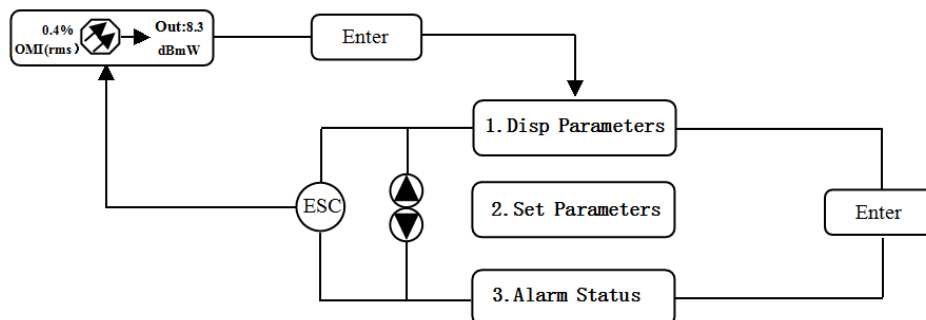 0.4%
OMI(rms)
Out:8.3
dBmW
Enter
1.Disp Parameters
ESC
2.Set Parameters
Enter
3.Alarm Status